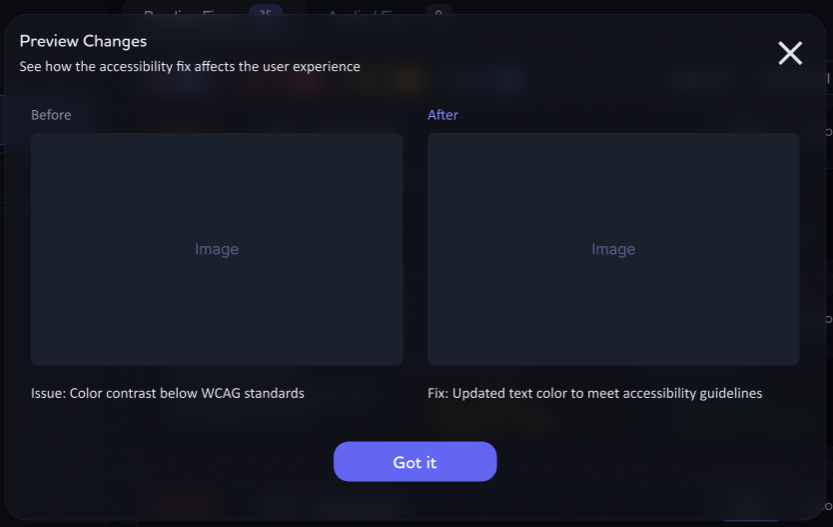 Preview Changes
See how the accessibility fix affects the user experience
Before
After
Image
Image
Issue: Color contrast below WCAG standards
Fix: Updated text color to meet accessibility guidelines
Got it